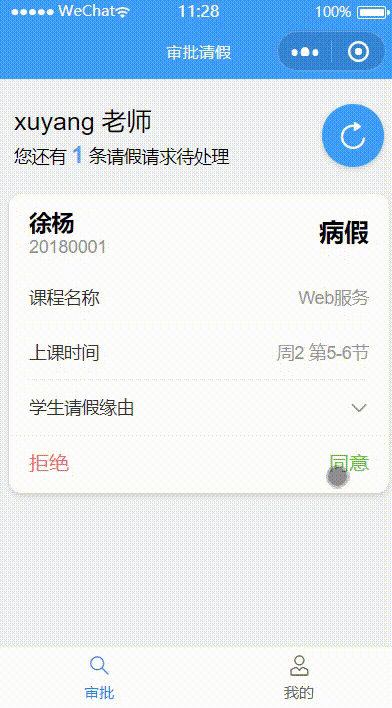 WeChat 11:28 100%
审批请假
xuyang 老师
您还有 1 条请假请求待处理
徐杨 病假
20180001
课程名称 Web服务
上课时间 周2 第5-6节
学生请假缘由
拒绝 同意
审批 我的